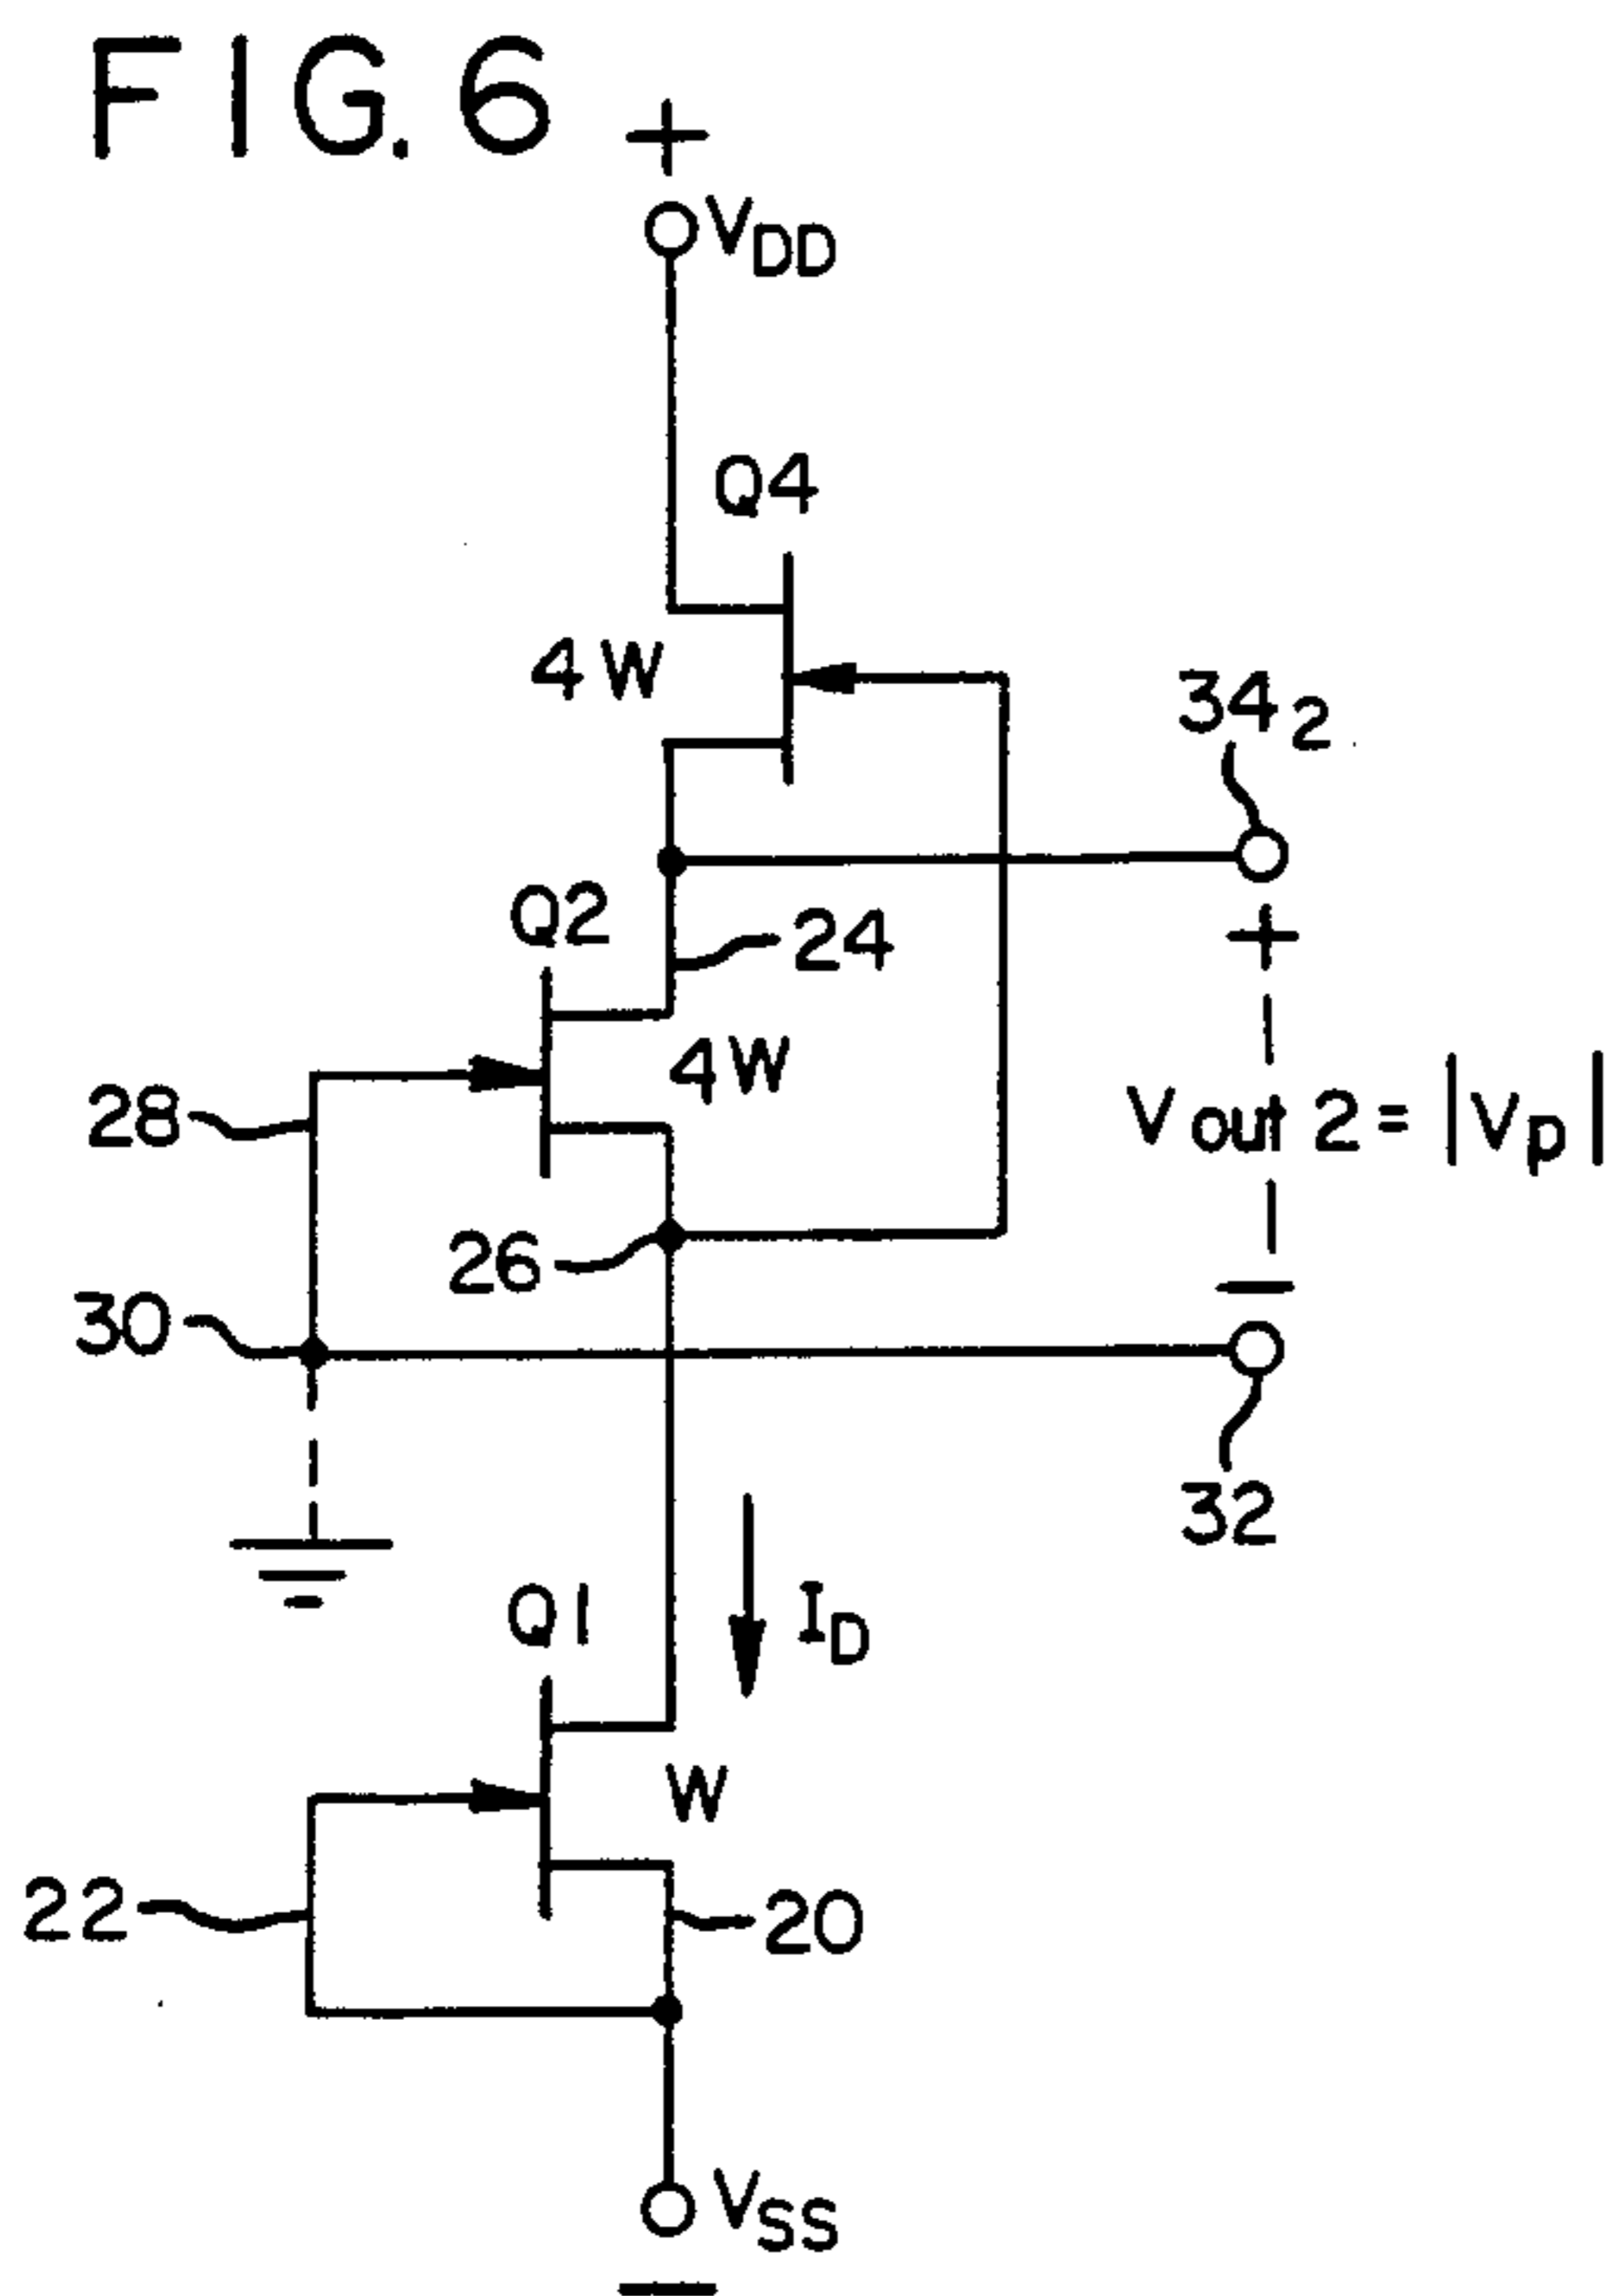 FIG. 6
+
VDD
Q4
4W
34₂
Q2
24
+
4W
28
Vout 2 = |Vp|
26
30
−
32
Q1
ID
W
22
20
VSS
−